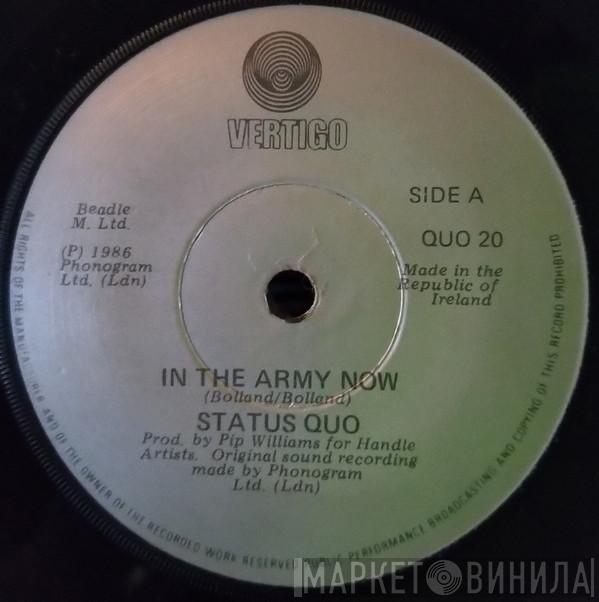 VERTIGO
SIDE A
QUO 20
Made in the
Republic of
Ireland
Beadle
M. Ltd.
(P) 1986
Phonogram
Ltd. (Ldn)
IN THE ARMY NOW
(Bolland/Bolland)
STATUS QUO
Prod. by Pip Williams for Handle
Artists. Original sound recording
made by Phonogram
Ltd. (Ldn)
ALL RIGHTS OF THE MANUFACTURER AND OF THE OWNER OF THE RECORDED WORK RESERVED PUBLIC PERFORMANCE BROADCASTING AND COPYING OF THIS RECORD PROHIBITED
МАРКЕТ ВИНИЛА